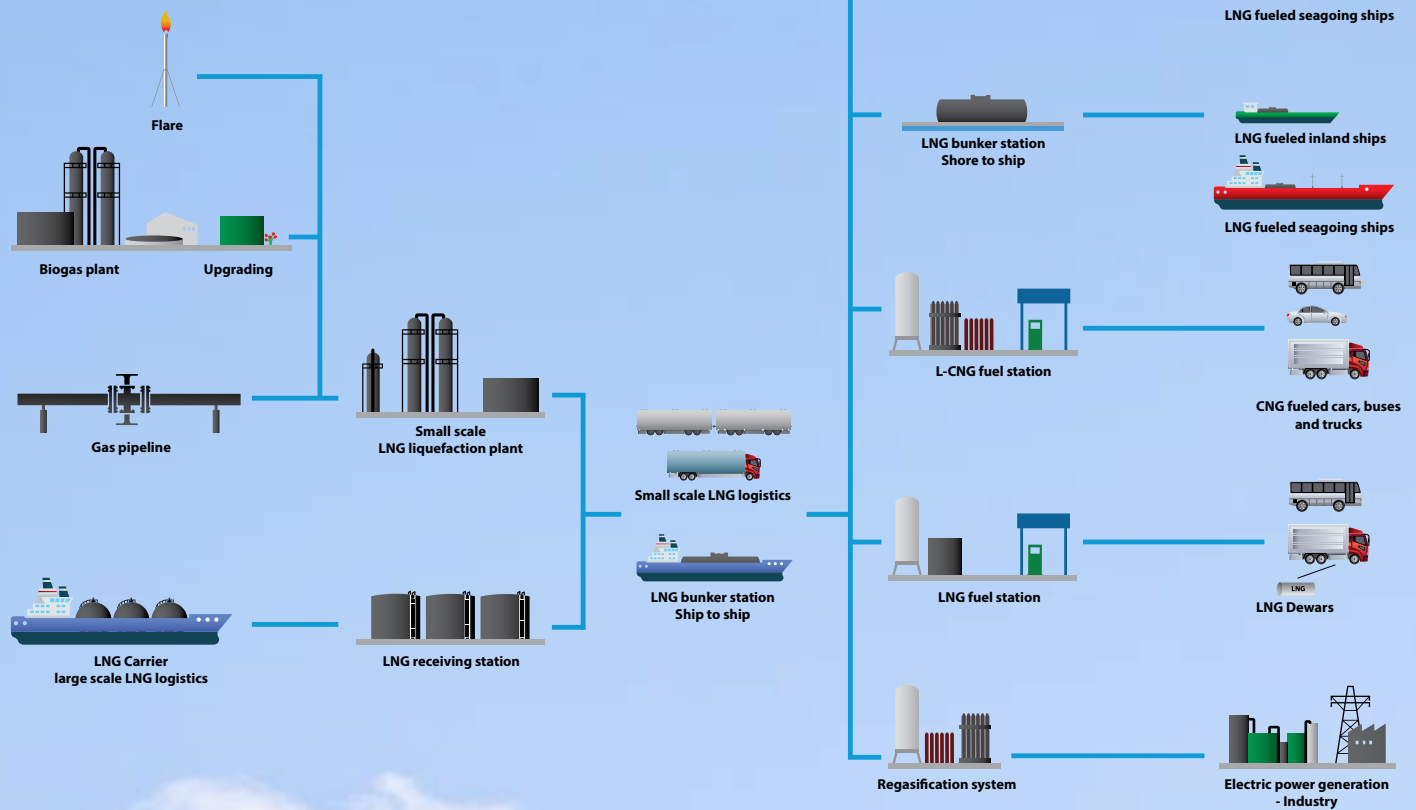 LNG fueled seagoing ships
Flare
LNG bunker station
Shore to ship
LNG fueled inland ships
LNG fueled seagoing ships
Biogas plant
Upgrading
L-CNG fuel station
CNG fueled cars, buses
and trucks
Gas pipeline
Small scale
LNG liquefaction plant
Small scale LNG logistics
LNG bunker station
Ship to ship
LNG fuel station
LNG
LNG Dewars
LNG Carrier
large scale LNG logistics
LNG receiving station
Regasification system
Electric power generation
- Industry